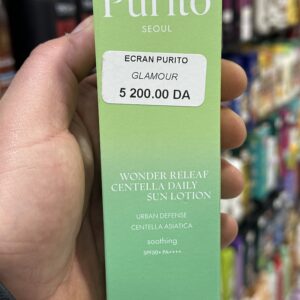 Purito
SEOUL
ECRAN PURITO
GLAMOUR
5 200.00 DA
WONDER RELEAF
CENTELLA DAILY
SUN LOTION
URBAN DEFENSE
CENTELLA ASIATICA
soothing
SPF50+ PA++++